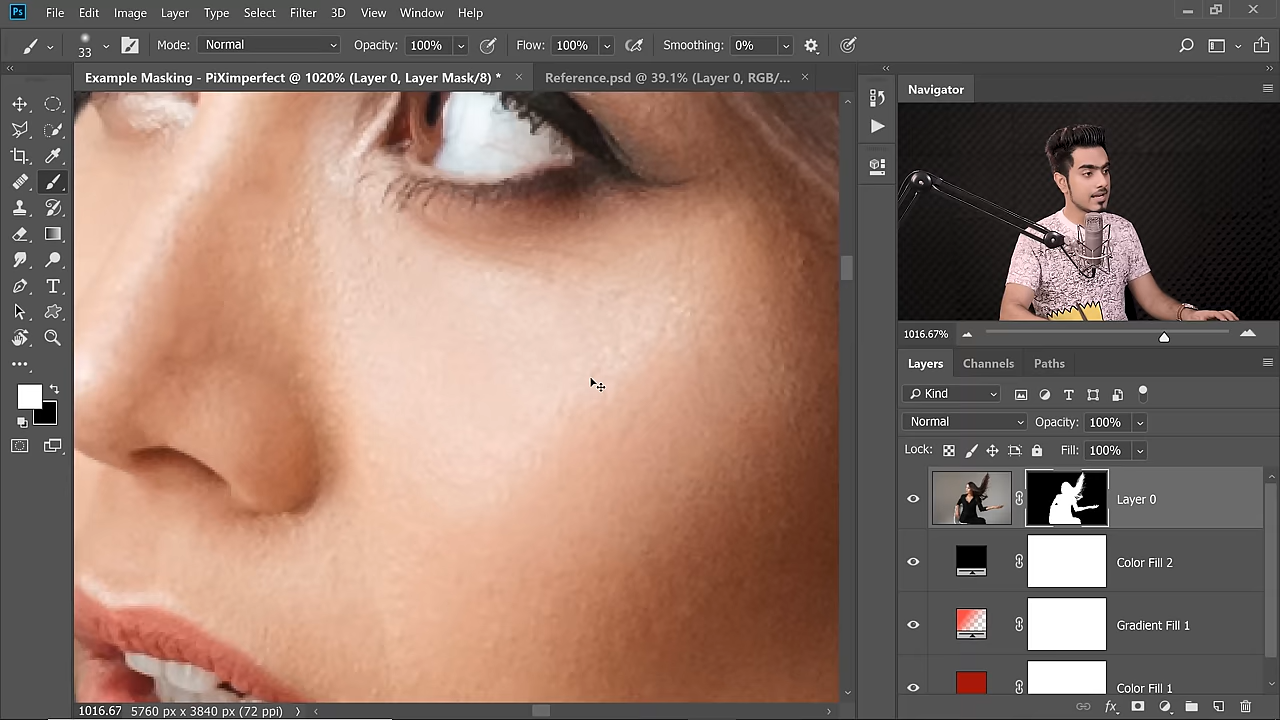 Ps File Edit Image Layer Type Select Filter 3D View Window Help
33 Mode: Normal Opacity: 100% Flow: 100% Smoothing: 0%
Example Masking - PiXimperfect @ 1020% (Layer 0, Layer Mask/8) * Reference.psd @ 39.1% (Layer 0, RGB/...
Navigator
1016.67%
Layers Channels Paths
Kind
Normal Opacity: 100%
Lock: Fill: 100%
Layer 0
Color Fill 2
Gradient Fill 1
Color Fill 1
1016.67 5760 px x 3840 px (72 ppi)